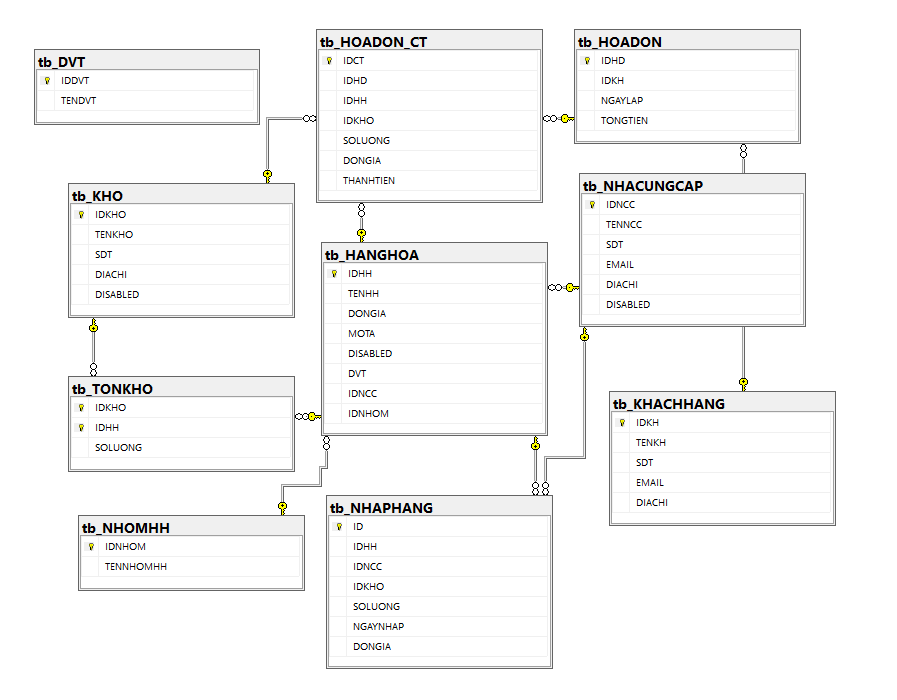 tb_DVT
IDDVT
TENDVT
tb_HOADON_CT
IDCT
IDHD
IDHH
IDKHO
SOLUONG
DONGIA
THANHTIEN
tb_HOADON
IDHD
IDKH
NGAYLAP
TONGTIEN
tb_KHO
IDKHO
TENKHO
SDT
DIACHI
DISABLED
tb_HANGHOA
IDHH
TENHH
DONGIA
MOTA
DISABLED
DVT
IDNCC
IDNHOM
tb_NHACUNGCAP
IDNCC
TENNCC
SDT
EMAIL
DIACHI
DISABLED
tb_TONKHO
IDKHO
IDHH
SOLUONG
tb_KHACHHANG
IDKH
TENKH
SDT
EMAIL
DIACHI
tb_NHOMHH
IDNHOM
TENNHOMHH
tb_NHAPHANG
ID
IDHH
IDNCC
IDKHO
SOLUONG
NGAYNHAP
DONGIA